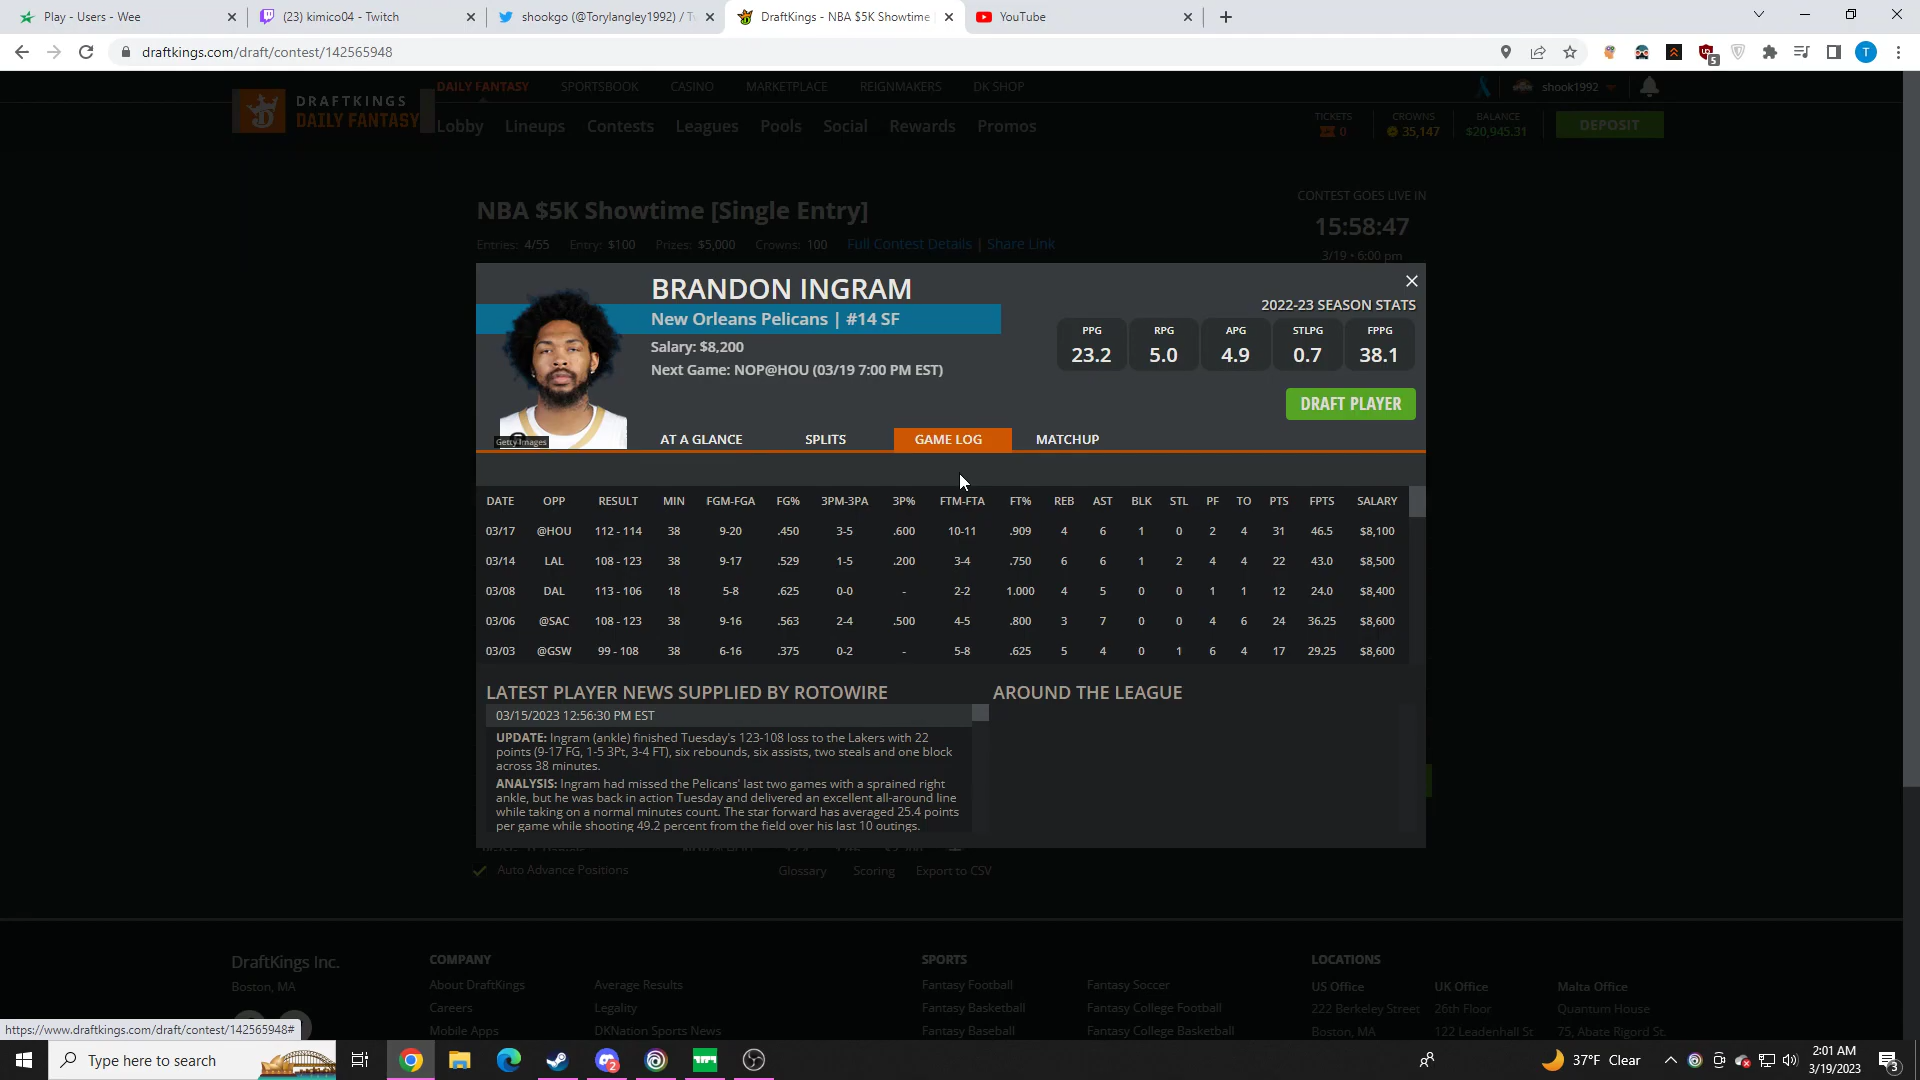 Play - Users - Wee
(23) kimico04 - Twitch
shookgo (@Torylangley1992) / Tw
DraftKings - NBA $5K Showtime
YouTube
draftkings.com/draft/contest/142565948
5
T
DAILY FANTASY
SPORTSBOOK
CASINO
MARKETPLACE
REIGNMAKERS
DK SHOP
shook1992
DRAFTKINGS
DAILY FANTASY
Lobby
Lineups
Contests
Leagues
Pools
Social
Rewards
Promos
TICKETS
0
CROWNS
35,147
BALANCE
$20,945.31
DEPOSIT
NBA $5K Showtime [Single Entry]
CONTEST GOES LIVE IN
15:58:47
Entries: 4/55 Entry: $100 Prizes: $5,000 Crowns: 100 Full Contest Details | Share Link
3/19 • 6:00 pm
BRANDON INGRAM
New Orleans Pelicans | #14 SF
Salary: $8,200
Next Game: NOP@HOU (03/19 7:00 PM EST)
Getty Images
2022-23 SEASON STATS
PPG RPG APG STLPG FPPG
23.2 5.0 4.9 0.7 38.1
DRAFT PLAYER
AT A GLANCE SPLITS GAME LOG MATCHUP
DATE OPP RESULT MIN FGM-FGA FG% 3PM-3PA 3P% FTM-FTA FT% REB AST BLK STL PF TO PTS FPTS SALARY
03/17 @HOU 112 - 114 38 9-20 .450 3-5 .600 10-11 .909 4 6 1 0 2 4 31 46.5 $8,100
03/14 LAL 108 - 123 38 9-17 .529 1-5 .200 3-4 .750 6 6 1 2 4 4 22 43.0 $8,500
03/08 DAL 113 - 106 18 5-8 .625 0-0 - 2-2 1.000 4 5 0 0 1 1 12 24.0 $8,400
03/06 @SAC 108 - 123 38 9-16 .563 2-4 .500 4-5 .800 3 7 0 0 4 6 24 36.25 $8,600
03/03 @GSW 99 - 108 38 6-16 .375 0-2 - 5-8 .625 5 4 0 1 6 4 17 29.25 $8,600
LATEST PLAYER NEWS SUPPLIED BY ROTOWIRE
AROUND THE LEAGUE
03/15/2023 12:56:30 PM EST
UPDATE: Ingram (ankle) finished Tuesday's 123-108 loss to the Lakers with 22
points (9-17 FG, 1-5 3Pt, 3-4 FT), six rebounds, six assists, two steals and one block
across 38 minutes.
ANALYSIS: Ingram had missed the Pelicans' last two games with a sprained right
ankle, but he was back in action Tuesday and delivered an excellent all-around line
while taking on a normal minutes count. The star forward has averaged 25.4 points
per game while shooting 49.2 percent from the field over his last 10 outings.
Auto Advance Positions
Glossary
Scoring
Export to CSV
DraftKings Inc.
Boston, MA
COMPANY
About DraftKings
Average Results
Careers
Legality
Mobile Apps
DKNation Sports News
SPORTS
Fantasy Football
Fantasy Soccer
Fantasy Basketball
Fantasy College Football
Fantasy Baseball
Fantasy College Basketball
LOCATIONS
US Office
UK Office
Malta Office
222 Berkeley Street
26th Floor
Quantum House
Boston, MA
122 Leadenhall St
75, Abate Rigord St.
https://www.draftkings.com/draft/contest/142565948#
Type here to search
2
37°F Clear
2:01 AM
3/19/2023
3